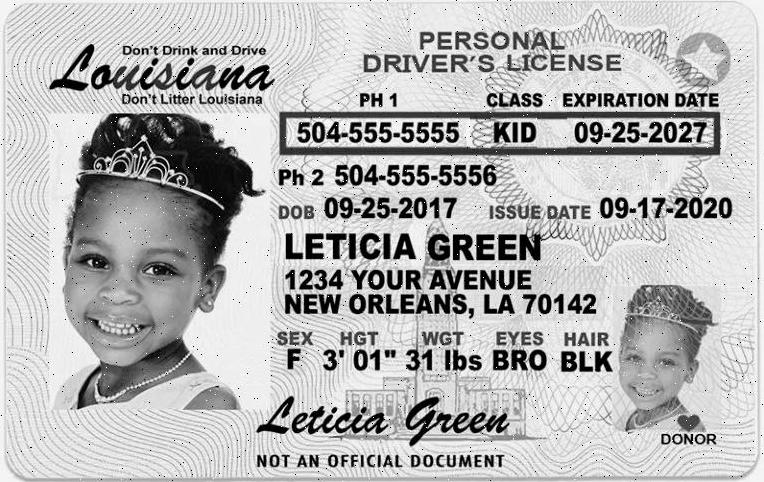 Don't Drink and Drive
Louisiana
Don't Litter Louisiana
PERSONAL
DRIVER'S LICENSE
PH 1 CLASS EXPIRATION DATE
504-555-5555 KID 09-25-2027
Ph 2 504-555-5556
DOB 09-25-2017 ISSUE DATE 09-17-2020
LETICIA GREEN
1234 YOUR AVENUE
NEW ORLEANS, LA 70142
SEX HGT WGT EYES HAIR
F 3' 01" 31 lbs BRO BLK
Leticia Green
DONOR
NOT AN OFFICIAL DOCUMENT